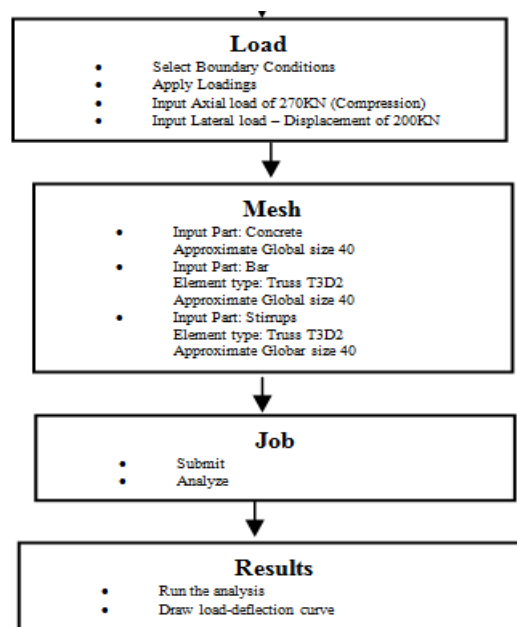 Load
• Select Boundary Conditions
• Apply Loadings
• Input Axial load of 270KN (Compression)
• Input Lateral load – Displacement of 200KN
Mesh
• Input Part: Concrete
Approximate Global size 40
• Input Part: Bar
Element type: Truss T3D2
Approximate Global size 40
• Input Part: Stirrups
Element type: Truss T3D2
Approximate Globar size 40
Job
• Submit
• Analyze
Results
• Run the analysis
• Draw load-deflection curve